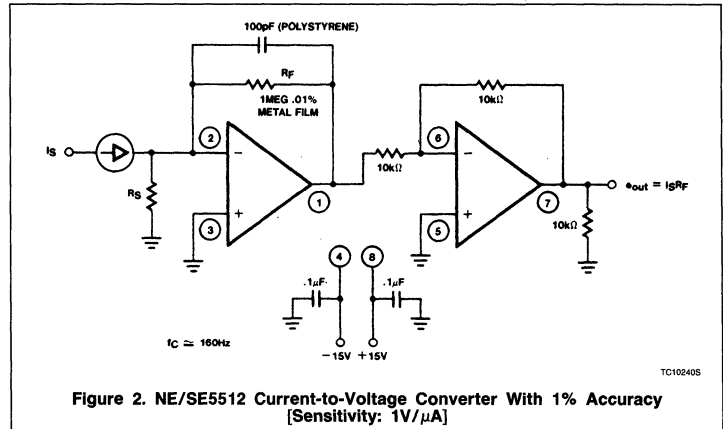 100pF (POLYSTYRENE)
RF
1MEG .01%
METAL FILM
10kΩ
IS
2
−
6
−
RS
10kΩ
1
7
eout = ISRF
3
+
5
+
10kΩ
4
8
.1μF
.1μF
fC ≃ 160Hz
−15V +15V
TC10240S
Figure 2. NE/SE5512 Current-to-Voltage Converter With 1% Accuracy
[Sensitivity: 1V/μA]